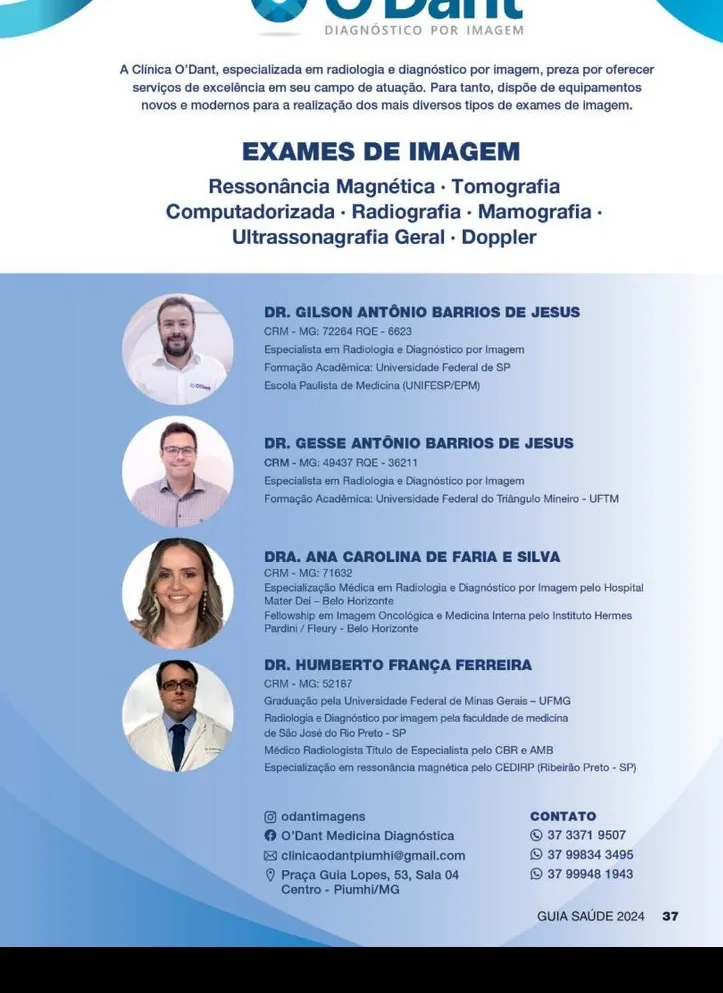 O'Dant
DIAGNÓSTICO POR IMAGEM
A Clínica O'Dant, especializada em radiologia e diagnóstico por imagem, preza por oferecer
serviços de excelência em seu campo de atuação. Para tanto, dispõe de equipamentos
novos e modernos para a realização dos mais diversos tipos de exames de imagem.
EXAMES DE IMAGEM
Ressonância Magnética · Tomografia
Computadorizada · Radiografia · Mamografia ·
Ultrassonagrafia Geral · Doppler
DR. GILSON ANTÔNIO BARRIOS DE JESUS
CRM - MG: 72264 RQE - 6623
Especialista em Radiologia e Diagnóstico por Imagem
Formação Acadêmica: Universidade Federal de SP
Escola Paulista de Medicina (UNIFESP/EPM)
O'Dant
DR. GESSE ANTÔNIO BARRIOS DE JESUS
CRM - MG: 49437 RQE - 36211
Especialista em Radiologia e Diagnóstico por Imagem
Formação Acadêmica: Universidade Federal do Triângulo Mineiro - UFTM
DRA. ANA CAROLINA DE FARIA E SILVA
CRM - MG: 71632
Especialização Médica em Radiologia e Diagnóstico por Imagem pelo Hospital
Mater Dei – Belo Horizonte
Fellowship em Imagem Oncológica e Medicina Interna pelo Instituto Hermes
Pardini / Fleury - Belo Horizonte
DR. HUMBERTO FRANÇA FERREIRA
CRM - MG: 52187
Graduação pela Universidade Federal de Minas Gerais – UFMG
Radiologia e Diagnóstico por imagem pela faculdade de medicina
de São José do Rio Preto - SP
Médico Radiologista Título de Especialista pelo CBR e AMB
Especialização em ressonância magnética pelo CEDIRP (Ribeirão Preto - SP)
odantimagens
O'Dant Medicina Diagnóstica
clinicaodantpiumhi@gmail.com
Praça Guia Lopes, 53, Sala 04
Centro - Piumhi/MG
CONTATO
37 3371 9507
37 99834 3495
37 99948 1943
GUIA SAÚDE 2024 37